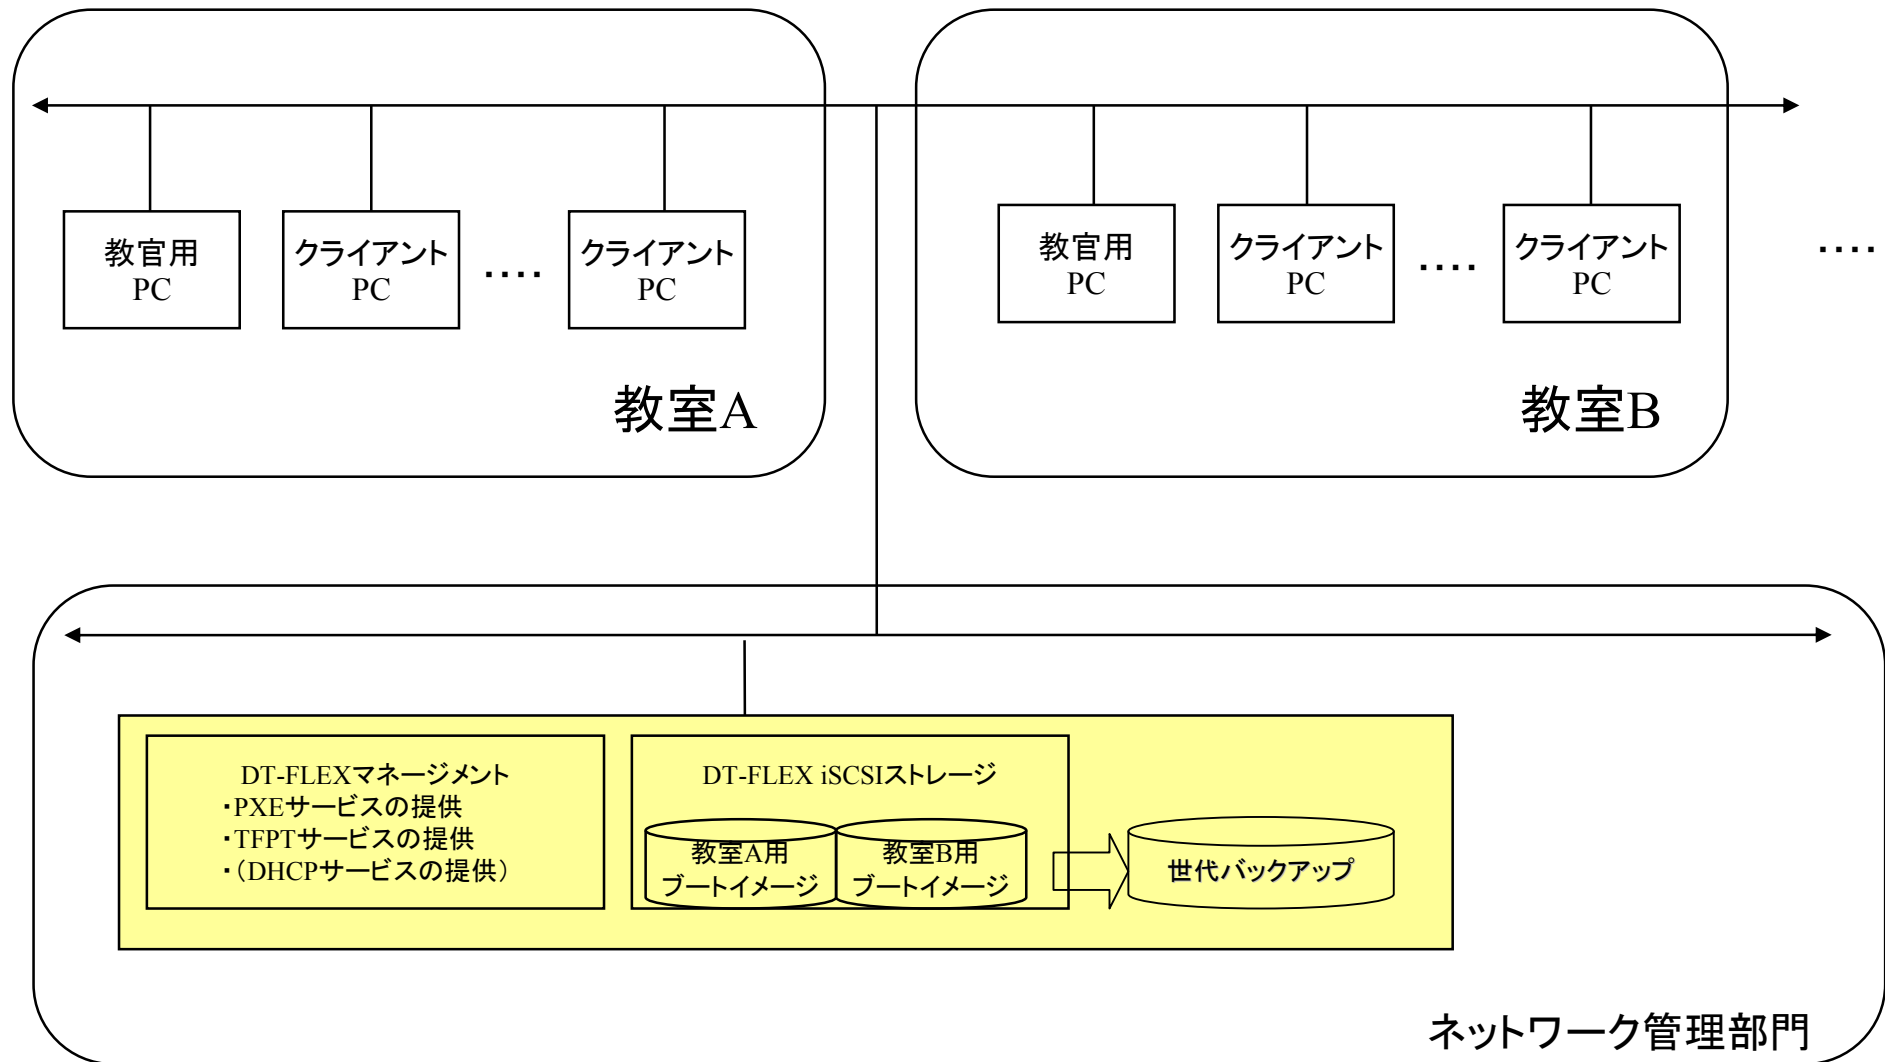 教官用
PC
クライアント
PC
....
クライアント
PC
教室A
教官用
PC
クライアント
PC
....
クライアント
PC
....
教室B
DT-FLEXマネージメント
・PXEサービスの提供
・TFPTサービスの提供
・（DHCPサービスの提供）
DT-FLEX iSCSIストレージ
教室A用
ブートイメージ
教室B用
ブートイメージ
世代バックアップ
ネットワーク管理部門